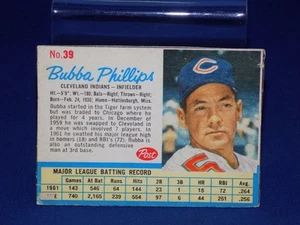 No. 39
Bubba Phillips
CLEVELAND INDIANS - INFIELDER
Ht.-5'9" Wt.-180, Bats-Right, Throws-Right;
Born-Feb. 24, 1930; Home-Hattiesburg, Miss.
Bubba started in the Tiger farm system
but was traded to Chicago where he
played for 4 years. In December of
1959 he was swapped to Cleveland in
a move which involved 7 players. In
1961 he smash his major league high
in homers (18) and RBI's (72). Bubba
is also an outstanding defensive
man at 3rd base.
Post
C
MAJOR LEAGUE BATTING RECORD
Games At Bat Runs Hits 2B 3B HR RBI Avg.
1961 143 546 64 144 23 1 18 72 .264
LIFE 740 2,165 239 554 97 6 44 251 .256